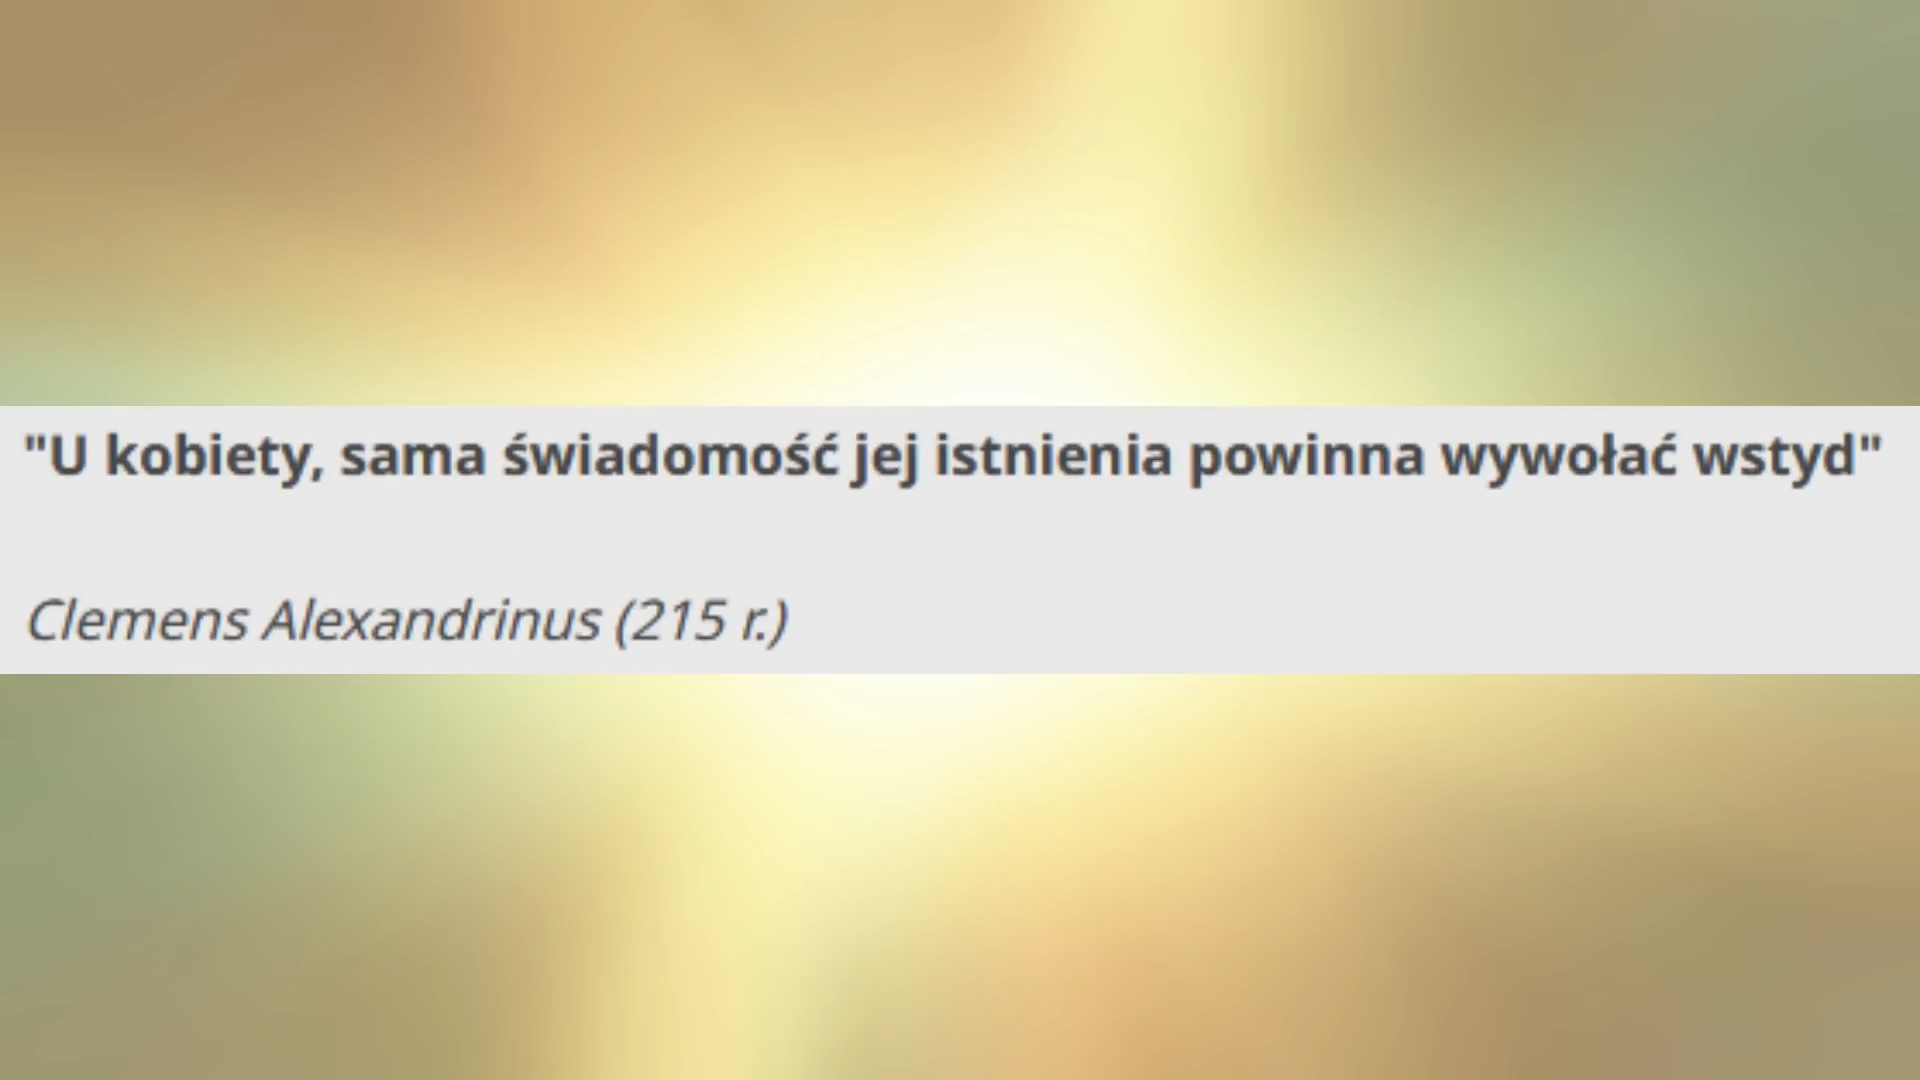 "U kobiety, sama świadomość jej istnienia powinna wywołać wstyd"
Clemens Alexandrinus (215 r.)